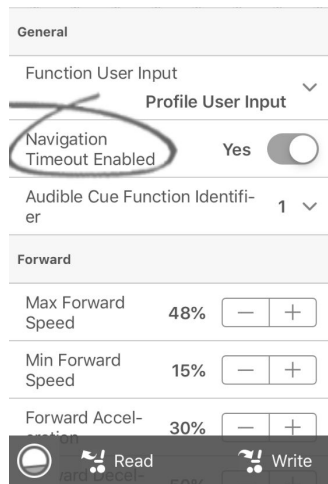 General
Function User Input
Profile User Input
Navigation
Timeout Enabled
Yes
Audible Cue Function Identifi-
er
1
Forward
Max Forward
Speed
48%
Min Forward
Speed
15%
Forward Accel-
eration
30%
Read
Write